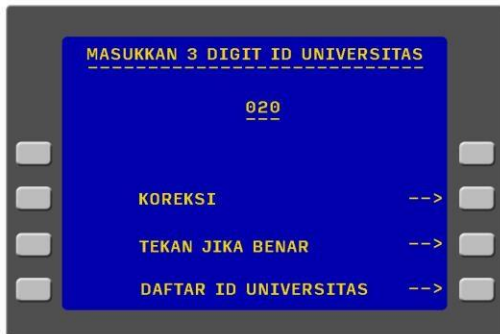 MASUKKAN 3 DIGIT ID UNIVERSITAS
020
KOREKSI -->
TEKAN JIKA BENAR -->
DAFTAR ID UNIVERSITAS -->